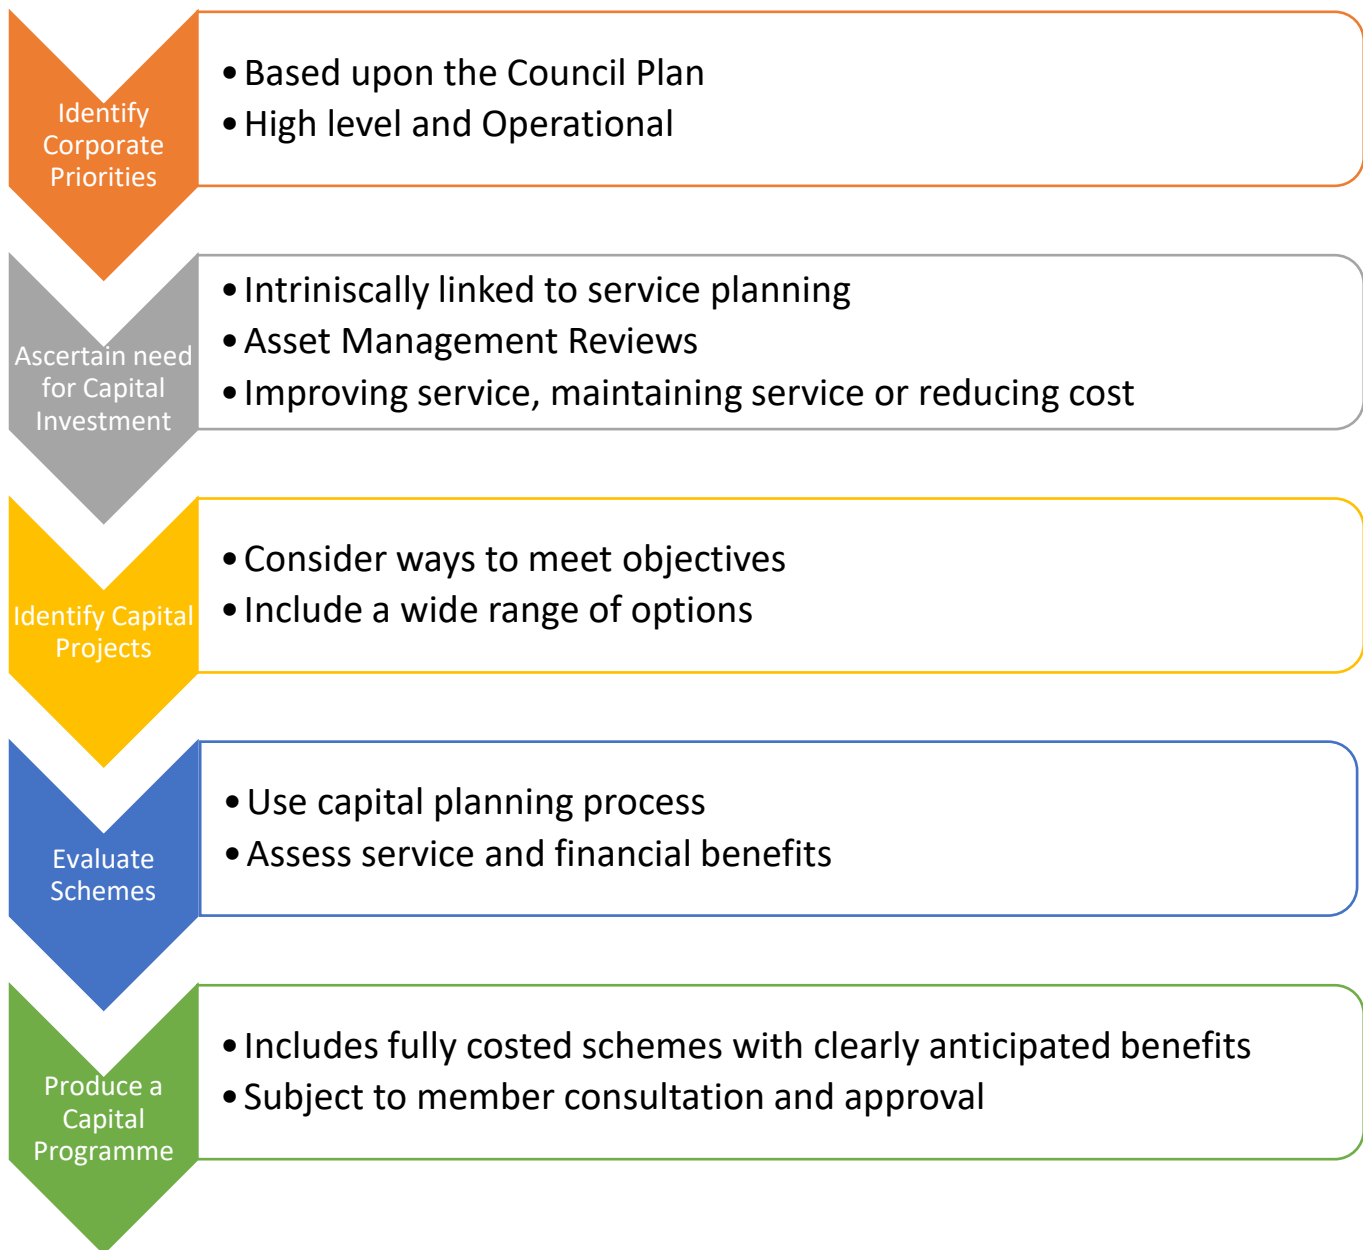 Identify
Corporate
Priorities
• Based upon the Council Plan
• High level and Operational
Ascertain need
for Capital
Investment
• Intriniscally linked to service planning
• Asset Management Reviews
• Improving service, maintaining service or reducing cost
Identify Capital
Projects
• Consider ways to meet objectives
• Include a wide range of options
Evaluate
Schemes
• Use capital planning process
• Assess service and financial benefits
Produce a
Capital
Programme
• Includes fully costed schemes with clearly anticipated benefits
• Subject to member consultation and approval